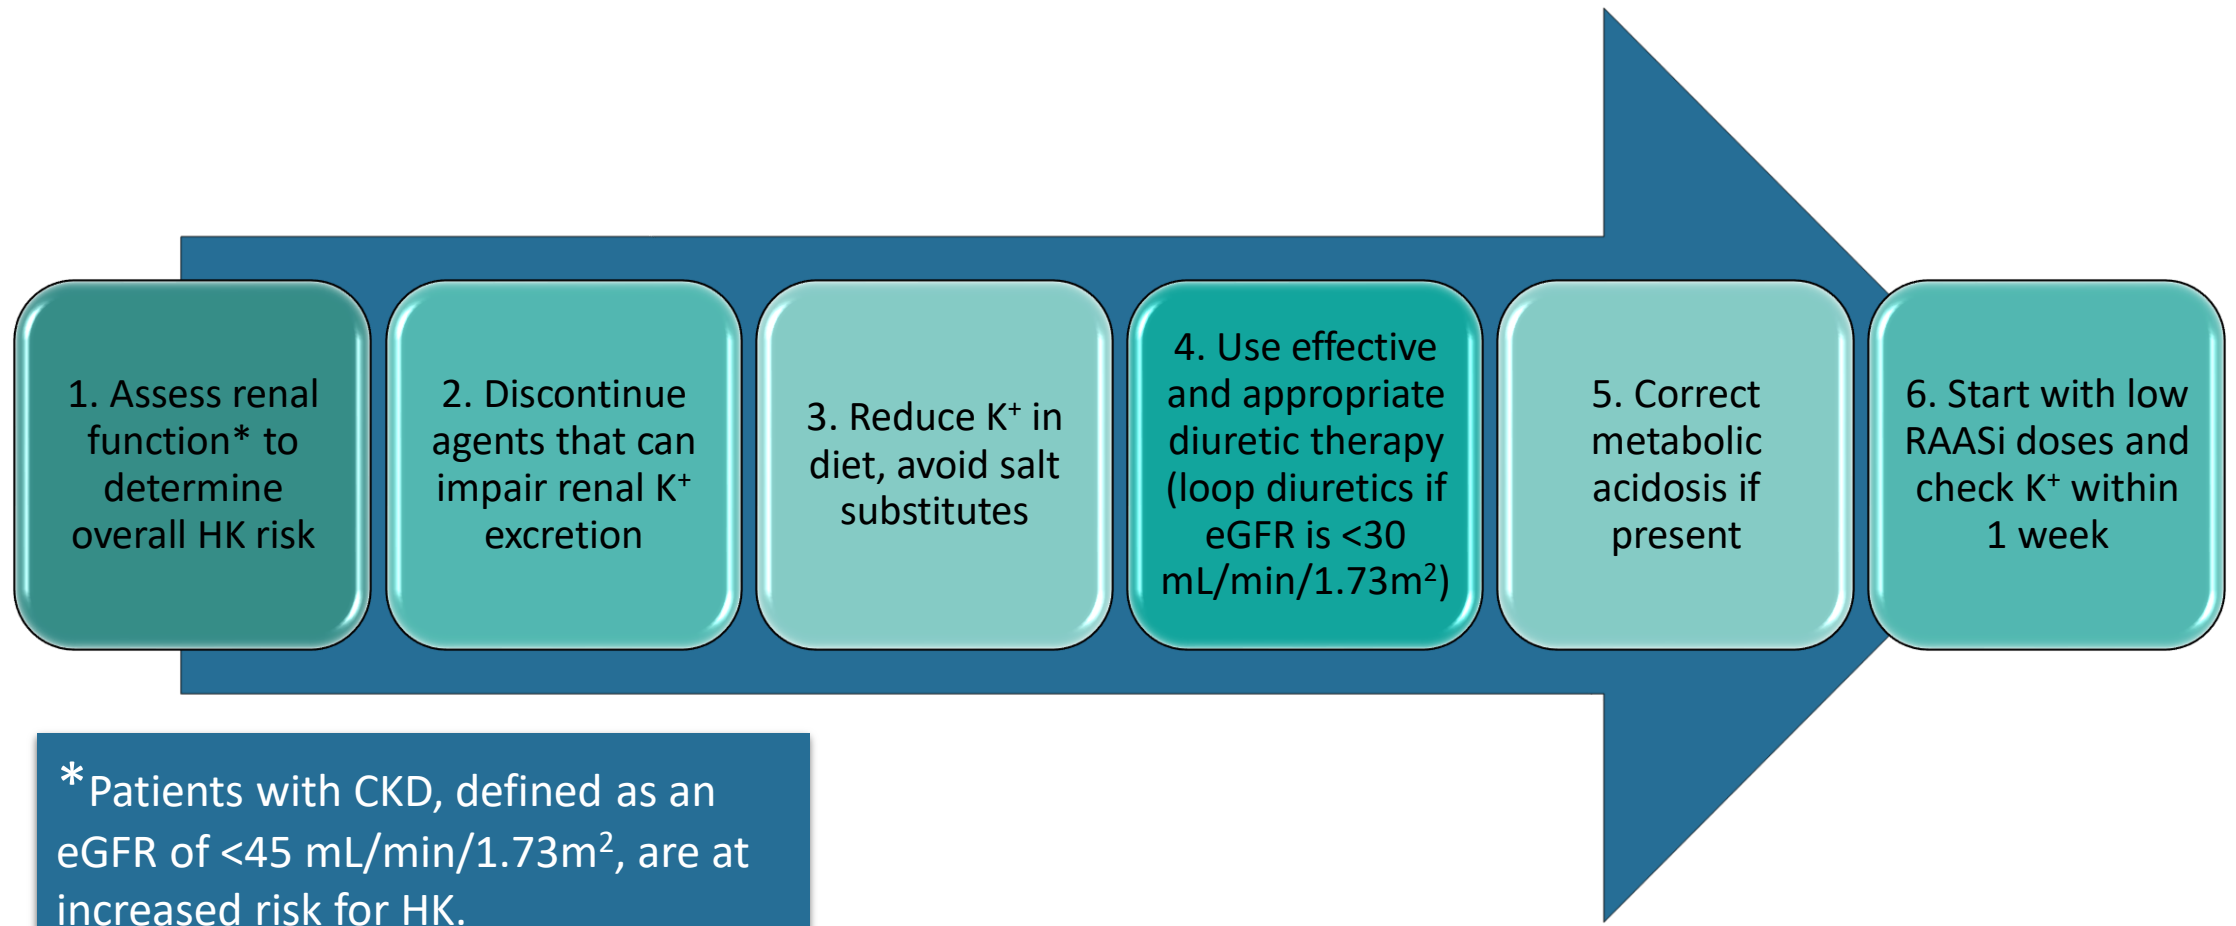 1. Assess renal
function* to
determine
overall HK risk
2. Discontinue
agents that can
impair renal K⁺
excretion
3. Reduce K⁺ in
diet, avoid salt
substitutes
4. Use effective
and appropriate
diuretic therapy
(loop diuretics if
eGFR is <30
mL/min/1.73m²)
5. Correct
metabolic
acidosis if
present
6. Start with low
RAASi doses and
check K⁺ within
1 week
*Patients with CKD, defined as an
eGFR of <45 mL/min/1.73m², are at
increased risk for HK.